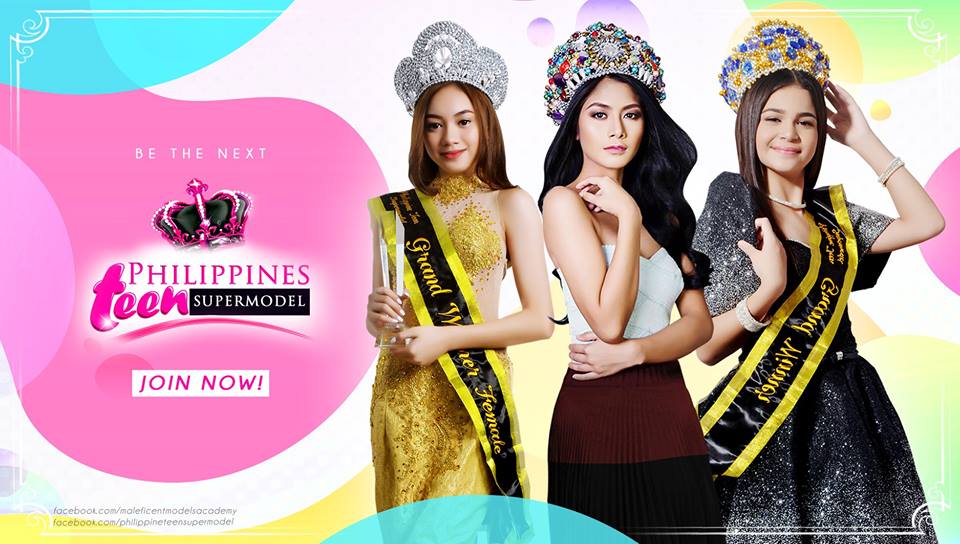 BE THE NEXT
PHILIPPINES
teen SUPERMODEL
JOIN NOW!
facebook.com/maleficentmodelsacademy
facebook.com/philippineteensupermodel
Grand Winner Female
Grand Winner